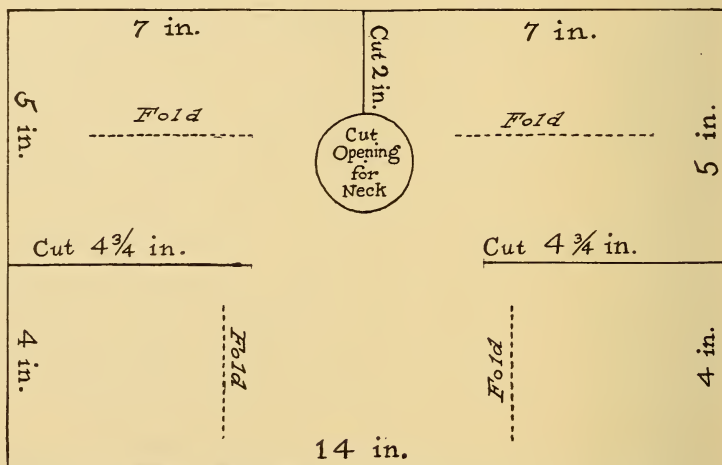 7 in.
7 in.
Cut 2 in.
5 in.
Fold
Fold
5 in.
Cut
Opening
for
Neck
Cut 4¾ in.
Cut 4¾ in.
4 in.
Fold
Fold
4 in.
14 in.